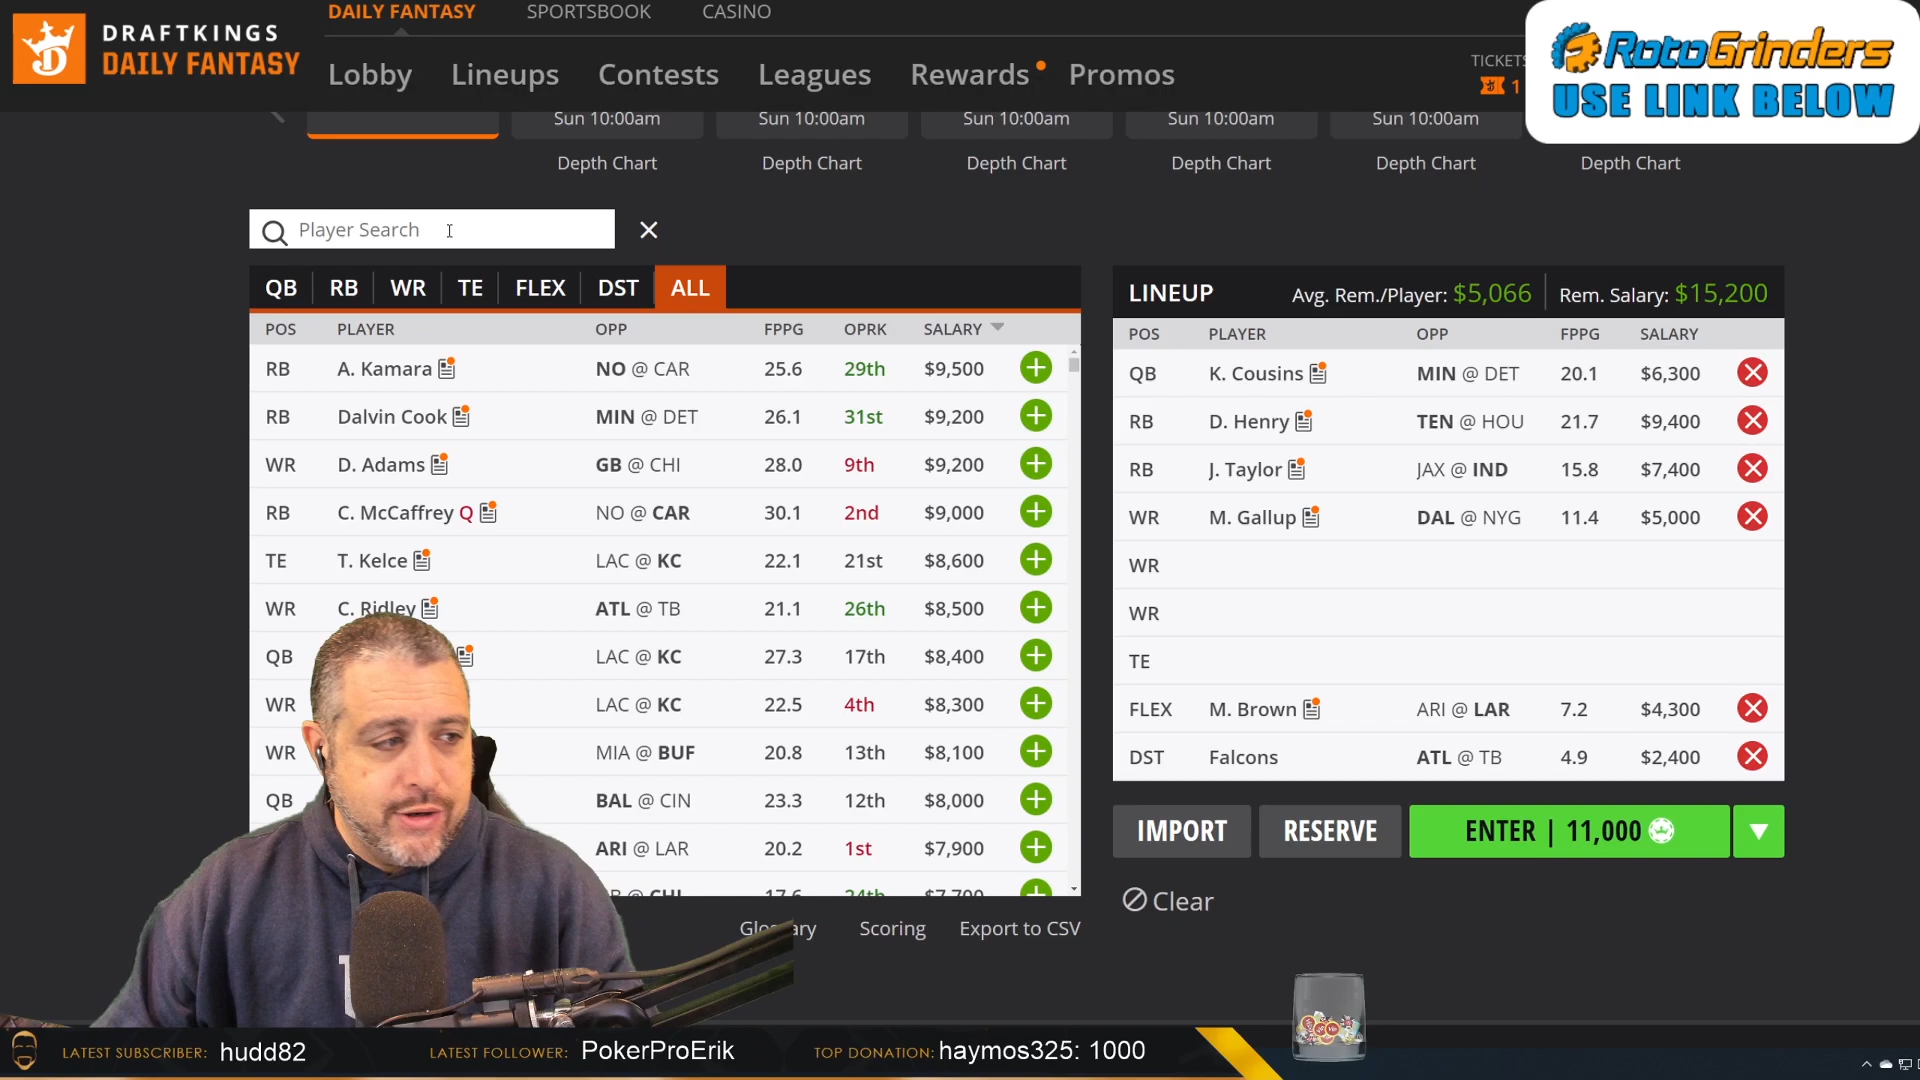 DRAFTKINGS
DAILY FANTASY
DAILY FANTASY SPORTSBOOK CASINO
Lobby Lineups Contests Leagues Rewards Promos
TICKETS
1
RotoGrinders
USE LINK BELOW
Sun 10:00am Sun 10:00am Sun 10:00am Sun 10:00am Sun 10:00am
Depth Chart Depth Chart Depth Chart Depth Chart Depth Chart Depth Chart
Player Search
QB RB WR TE FLEX DST ALL
POS PLAYER OPP FPPG OPRK SALARY
RB A. Kamara NO @ CAR 25.6 29th $9,500
RB Dalvin Cook MIN @ DET 26.1 31st $9,200
WR D. Adams GB @ CHI 28.0 9th $9,200
RB C. McCaffrey Q NO @ CAR 30.1 2nd $9,000
TE T. Kelce LAC @ KC 22.1 21st $8,600
WR C. Ridley ATL @ TB 21.1 26th $8,500
QB LAC @ KC 27.3 17th $8,400
WR LAC @ KC 22.5 4th $8,300
WR MIA @ BUF 20.8 13th $8,100
QB BAL @ CIN 23.3 12th $8,000
ARI @ LAR 20.2 1st $7,900
CHI 17.6 24th $7,700
Glossary Scoring Export to CSV
LINEUP Avg. Rem./Player: $5,066 Rem. Salary: $15,200
POS PLAYER OPP FPPG SALARY
QB K. Cousins MIN @ DET 20.1 $6,300
RB D. Henry TEN @ HOU 21.7 $9,400
RB J. Taylor JAX @ IND 15.8 $7,400
WR M. Gallup DAL @ NYG 11.4 $5,000
WR
WR
TE
FLEX M. Brown ARI @ LAR 7.2 $4,300
DST Falcons ATL @ TB 4.9 $2,400
IMPORT RESERVE ENTER | 11,000
Clear
LATEST SUBSCRIBER: hudd82 LATEST FOLLOWER: PokerProErik TOP DONATION: haymos325: 1000